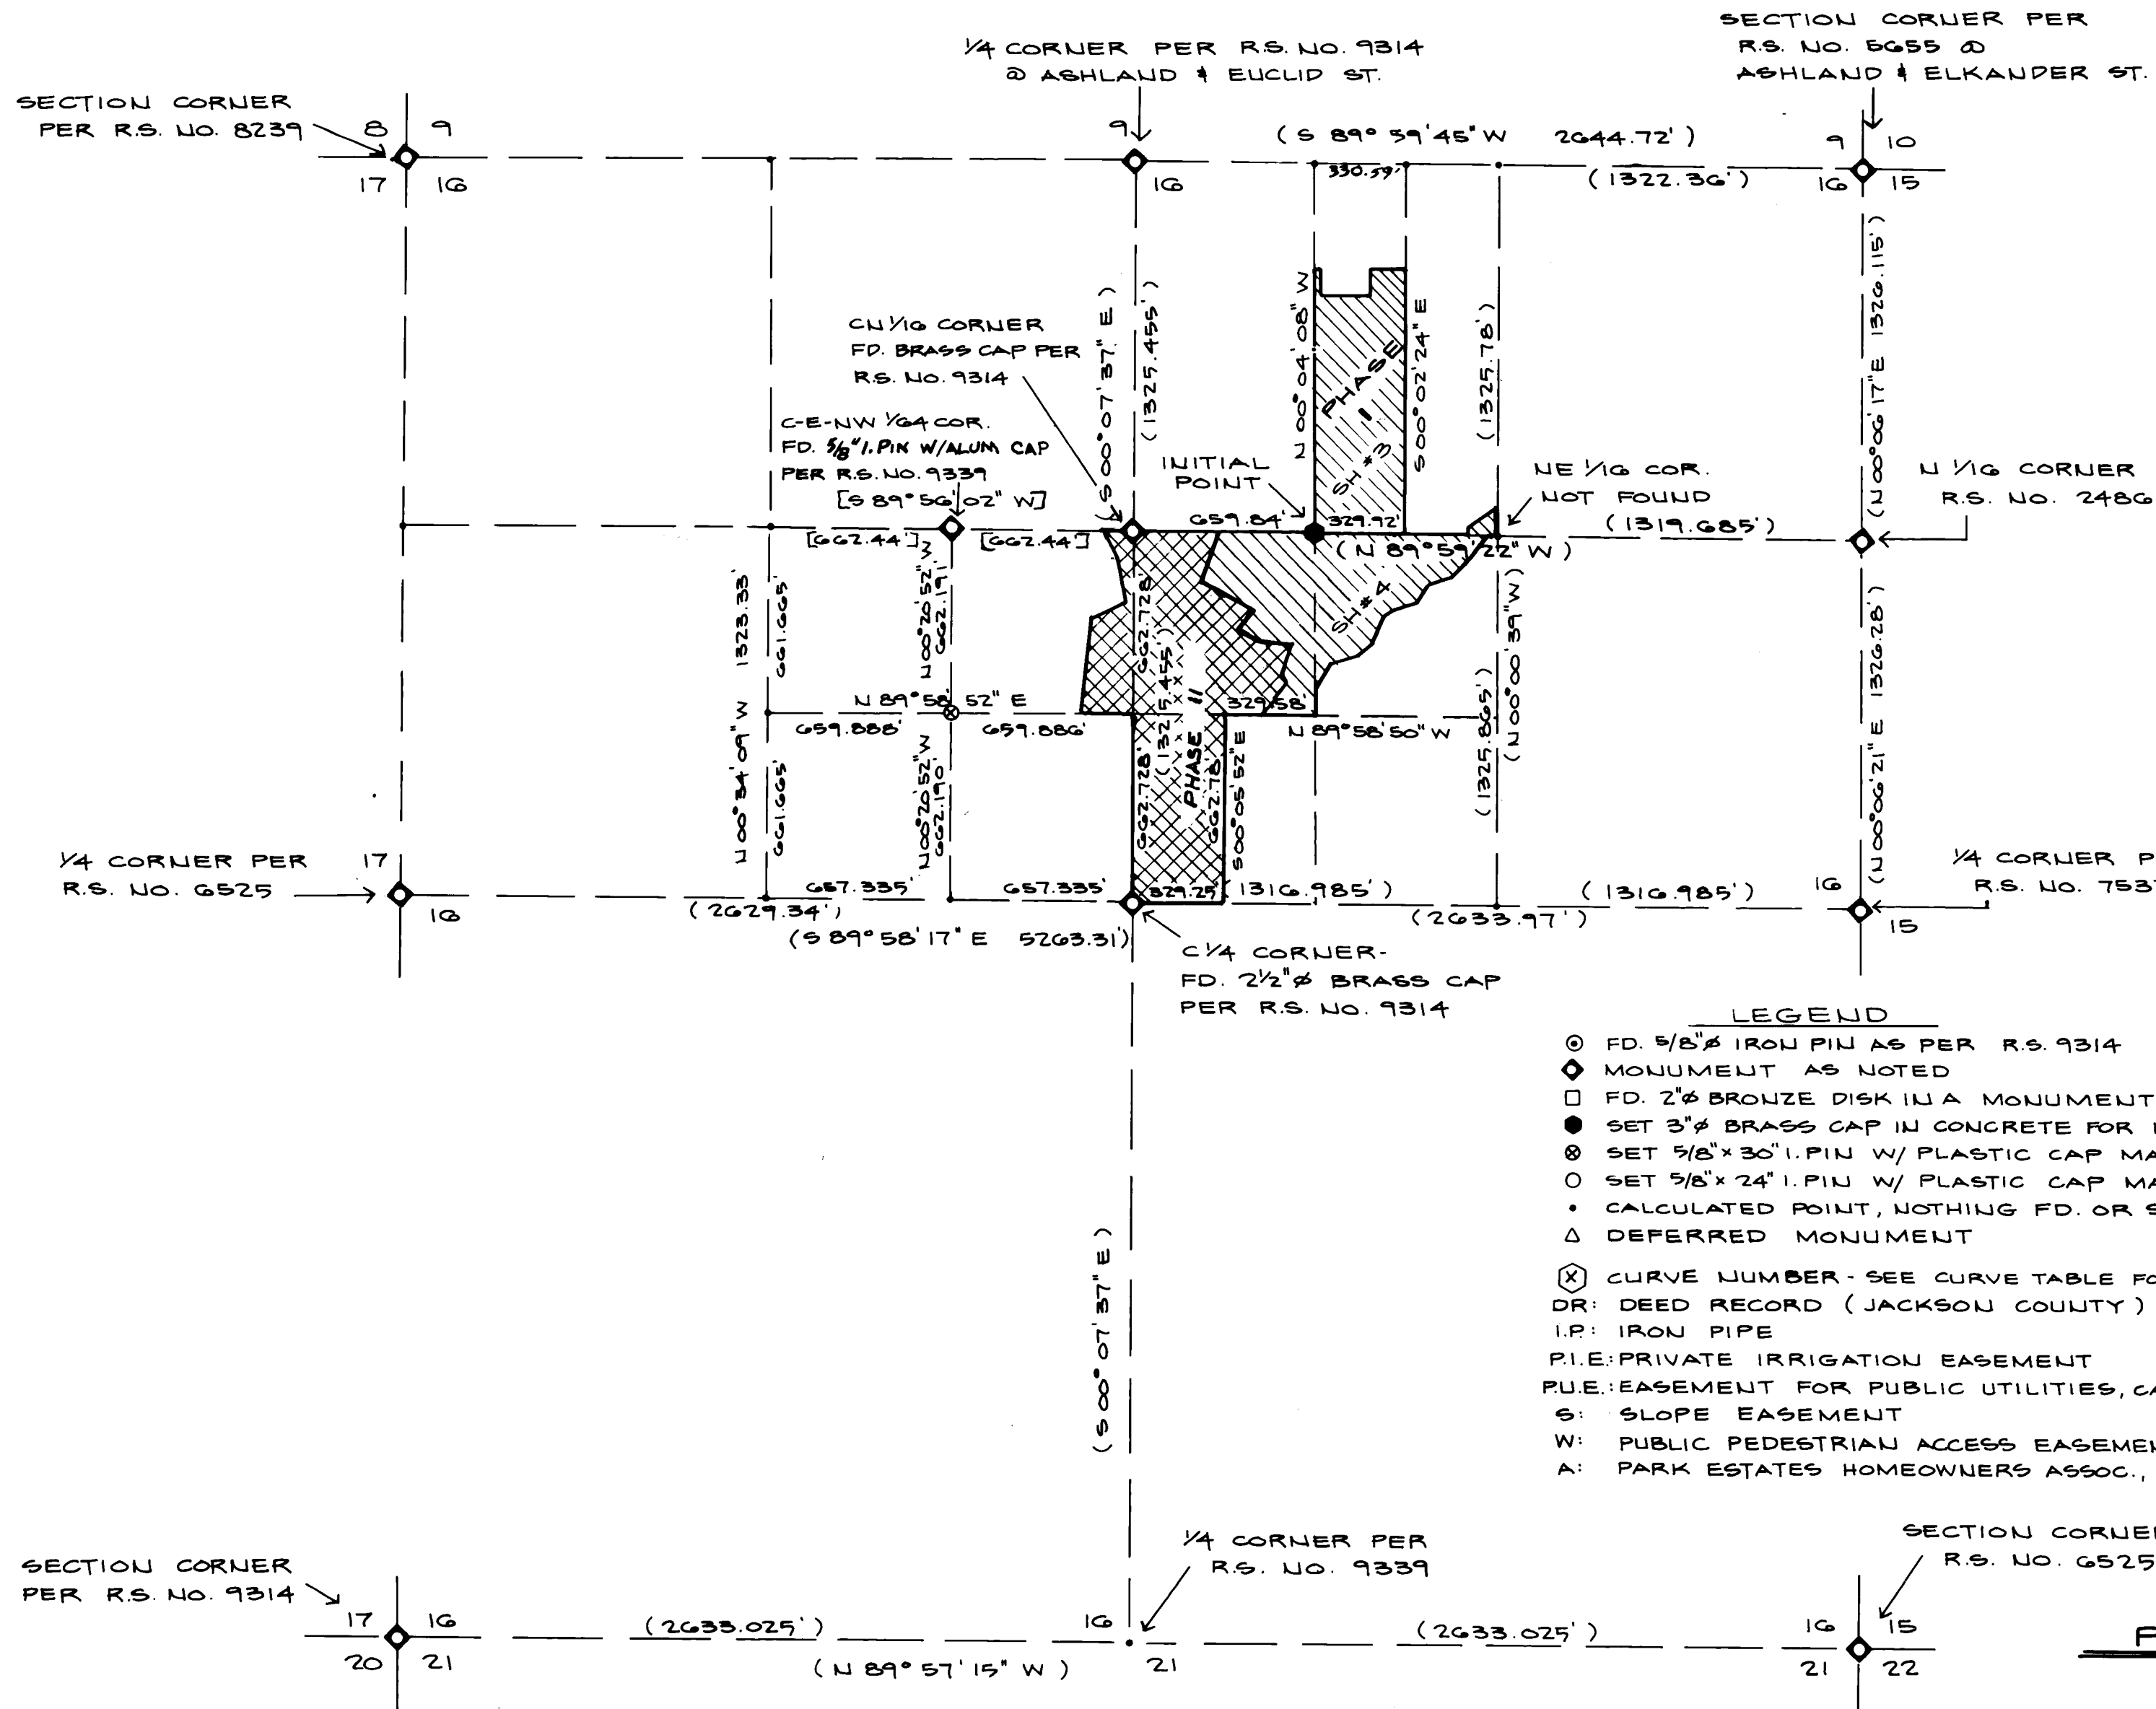 SECTION CORNER PER
R.S. NO. 5655 @
ASHLAND & ELKANDER ST.
1/4 CORNER PER R.S. NO. 9314
@ ASHLAND & EUCLID ST.
SECTION CORNER
PER R.S. NO. 8239
8 9
17 16
9
16
(S 89° 59' 45" W 2644.72')
330.59'
(1322.36')
9 10
16 15
(N 00° 06' 17" E 1326.115')
CN 1/16 CORNER
FD. BRASS CAP PER
R.S. NO. 9314
(S 00° 07' 37" E)
(1325.455')
N 00° 04' 08" W
PHASE
I
SH #3
S 00° 02' 24" E
(1325.78')
C-E-NW 1/64 COR.
FD. 5/8" I. PIN W/ALUM CAP
PER R.S. NO. 9339
[S 89° 56' 02" W]
INITIAL
POINT
NE 1/16 COR.
NOT FOUND
N 1/16 CORNER
R.S. NO. 2486
[662.44']
[662.44']
659.84'
329.92'
(1319.685')
(N 89° 59' 22" W)
N 00° 34' 09" W 1323.33'
661.665'
N 00° 20' 52" W
662.191'
662.728'
(1325.455')
SH #4
(N 00° 00' 39" W)
(1325.865')
(N 00° 06' 21" E 1326.28')
N 89° 58' 52" E
659.888'
659.886'
329.58'
N 89° 58' 50" W
661.665'
N 00° 20' 52" W
662.190'
662.728'
PHASE II
662.78'
S 00° 05' 52" E
1/4 CORNER PER
R.S. NO. 6525
17
16
657.335'
657.335'
329.25'
(1316.985')
(1316.985')
(2629.34')
(2633.97')
(S 89° 58' 17" E 5263.31')
16
15
1/4 CORNER P
R.S. NO. 753
C 1/4 CORNER-
FD. 2 1/2"ø BRASS CAP
PER R.S. NO. 9314
LEGEND
FD. 5/8"ø IRON PIN AS PER R.S. 9314
MONUMENT AS NOTED
FD. 2"ø BRONZE DISK IN A MONUMENT
SET 3"ø BRASS CAP IN CONCRETE FOR
SET 5/8" x 30" I. PIN W/ PLASTIC CAP MA
SET 5/8" x 24" I. PIN W/ PLASTIC CAP MA
CALCULATED POINT, NOTHING FD. OR S
DEFERRED MONUMENT
X CURVE NUMBER - SEE CURVE TABLE FO
DR: DEED RECORD (JACKSON COUNTY)
I.P.: IRON PIPE
P.I.E.: PRIVATE IRRIGATION EASEMENT
P.U.E.: EASEMENT FOR PUBLIC UTILITIES, CA
S: SLOPE EASEMENT
W: PUBLIC PEDESTRIAN ACCESS EASEMEN
A: PARK ESTATES HOMEOWNERS ASSOC.,
(S 00° 07' 37" E)
1/4 CORNER PER
R.S. NO. 9339
SECTION CORNER
R.S. NO. 6525
SECTION CORNER
PER R.S. NO. 9314
17 16
20 21
(2633.025')
16
21
(2633.025')
(N 89° 57' 15" W)
16 15
21 22